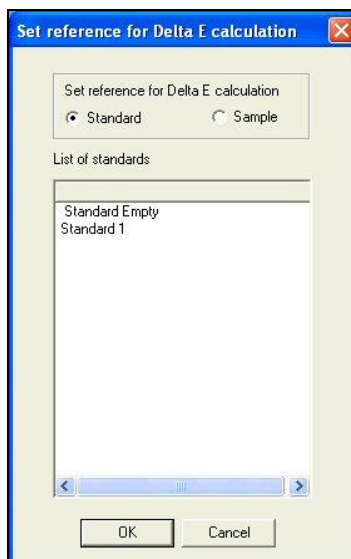 Set reference for Delta E calculation
Set reference for Delta E calculation
Standard Sample
List of standards
Standard Empty
Standard 1
OK Cancel